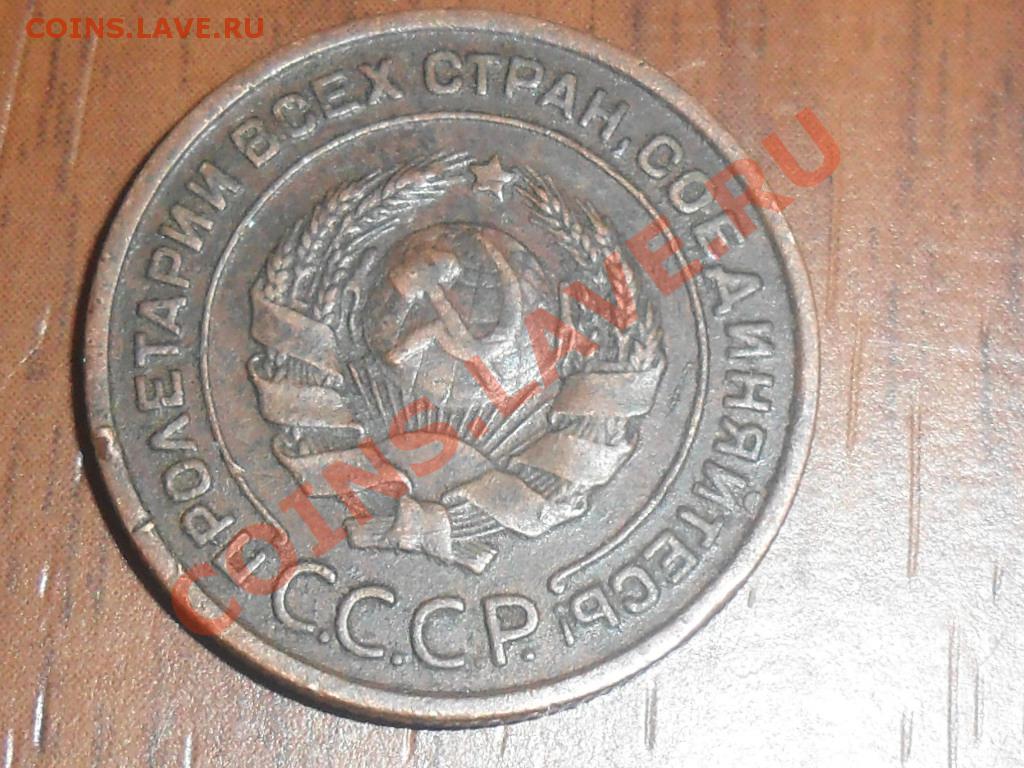 COINS.LAVE.RU
ПРОЛЕТАРИИ ВСЕХ СТРАН, СОЕДИНЯЙТЕСЬ!
С.С.С.Р.
COINS.LAVE.RU